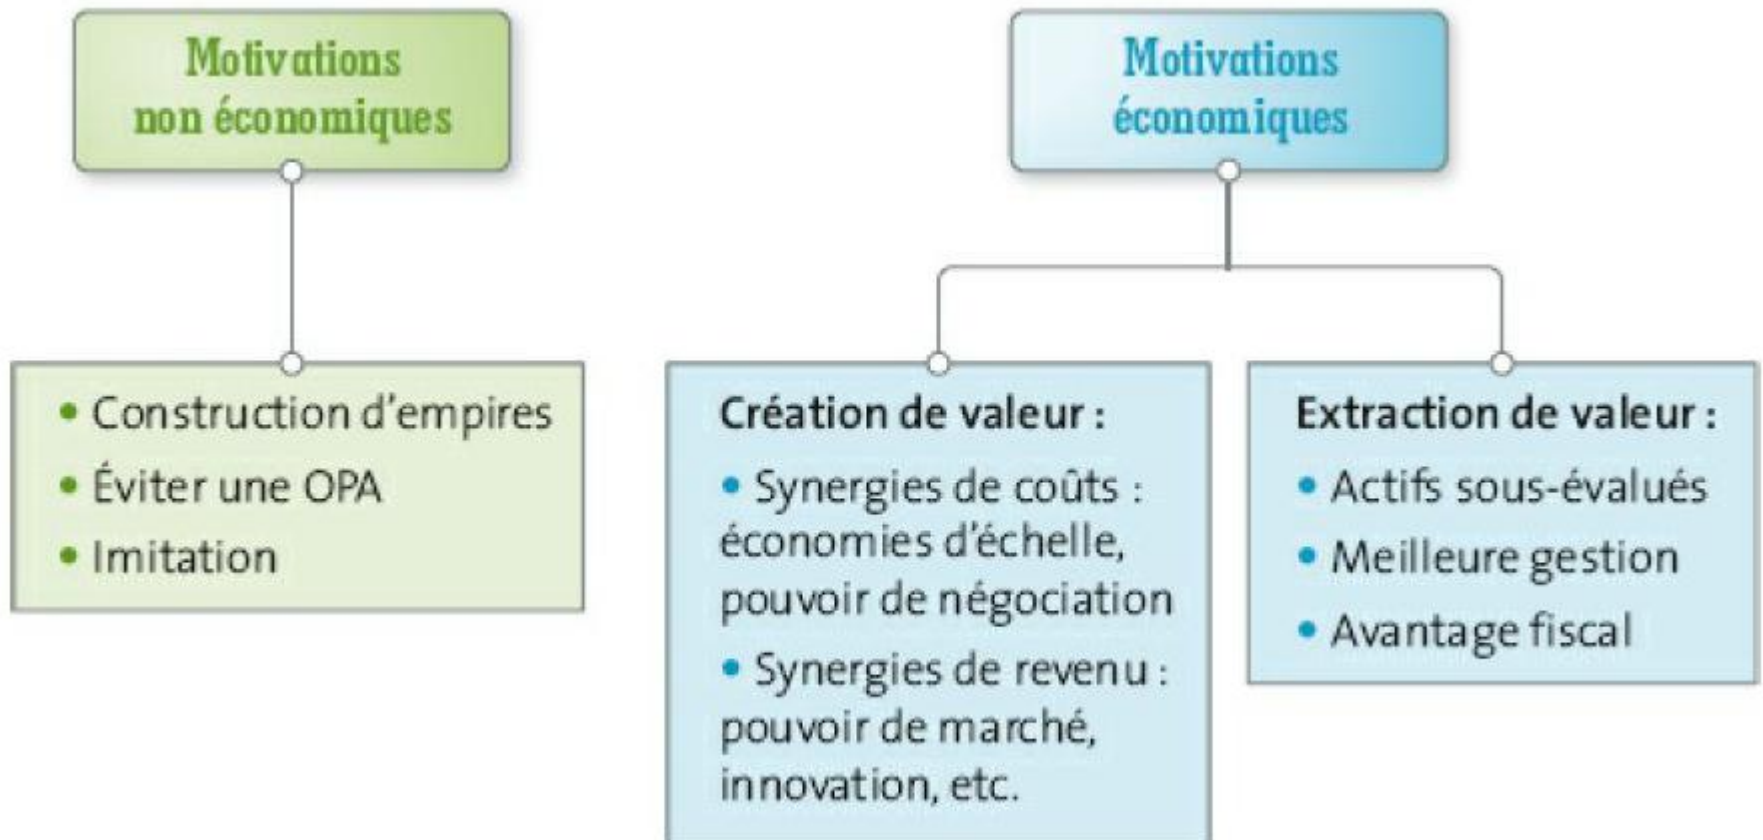 Motivations
non économiques
Motivations
économiques
• Construction d'empires
• Éviter une OPA
• Imitation
Création de valeur :
• Synergies de coûts :
économies d'échelle,
pouvoir de négociation
• Synergies de revenu :
pouvoir de marché,
innovation, etc.
Extraction de valeur :
• Actifs sous-évalués
• Meilleure gestion
• Avantage fiscal